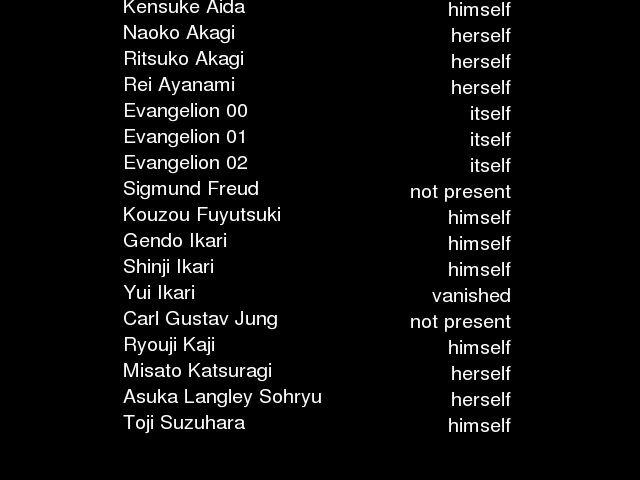 Kensuke Aida himself
Naoko Akagi herself
Ritsuko Akagi herself
Rei Ayanami herself
Evangelion 00 itself
Evangelion 01 itself
Evangelion 02 itself
Sigmund Freud not present
Kouzou Fuyutsuki himself
Gendo Ikari himself
Shinji Ikari himself
Yui Ikari vanished
Carl Gustav Jung not present
Ryouji Kaji himself
Misato Katsuragi herself
Asuka Langley Sohryu herself
Toji Suzuhara himself